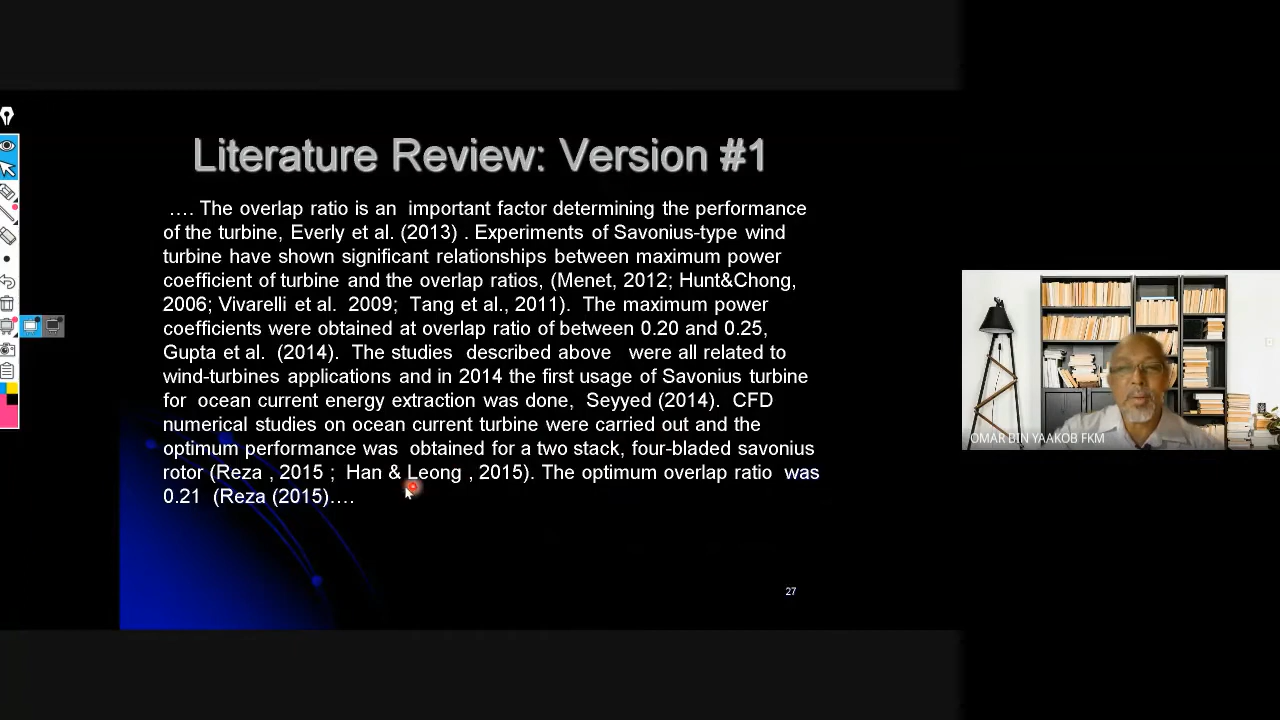 Literature Review: Version #1
…. The overlap ratio is an important factor determining the performance
of the turbine, Everly et al. (2013) . Experiments of Savonius-type wind
turbine have shown significant relationships between maximum power
coefficient of turbine and the overlap ratios, (Menet, 2012; Hunt&Chong,
2006; Vivarelli et al. 2009; Tang et al., 2011). The maximum power
coefficients were obtained at overlap ratio of between 0.20 and 0.25,
Gupta et al. (2014). The studies described above were all related to
wind-turbines applications and in 2014 the first usage of Savonius turbine
for ocean current energy extraction was done, Seyyed (2014). CFD
numerical studies on ocean current turbine were carried out and the
optimum performance was obtained for a two stack, four-bladed savonius
rotor (Reza , 2015 ; Han & Leong , 2015). The optimum overlap ratio was
0.21 (Reza (2015)….
27
OMAR BIN YAAKOB FKM